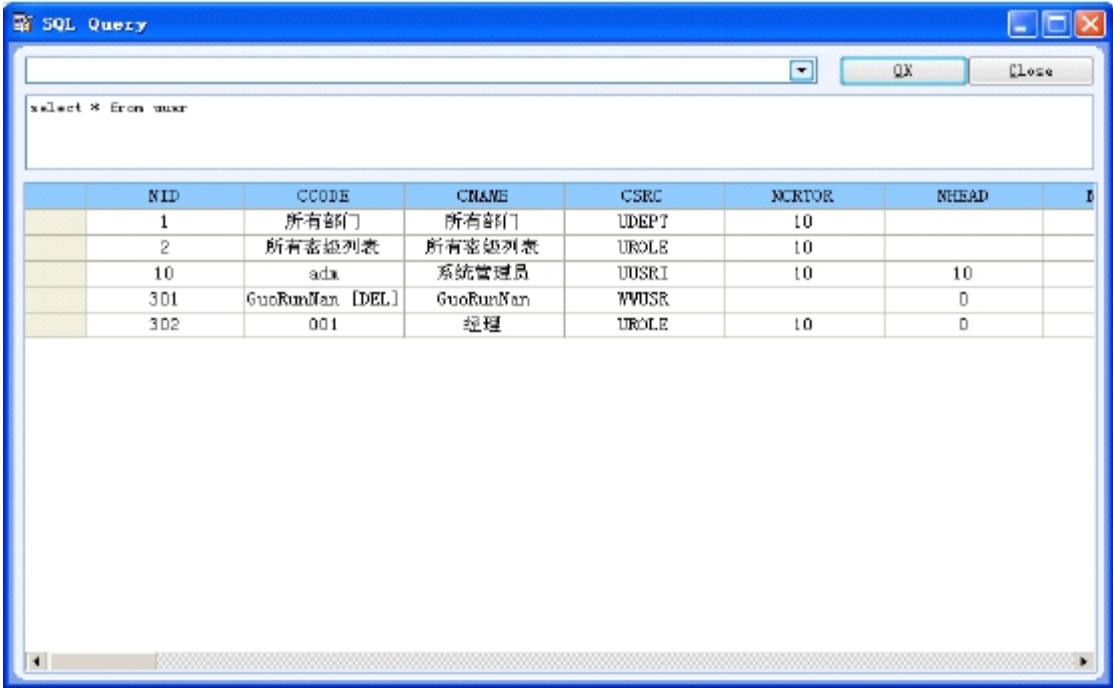 SQL Query
OK Close
select * from uusr
NID CCODE CNAME CSRC NCRTOR NHEAD
1 所有部门 所有部门 UDEPT 10
2 所有密级列表 所有密级列表 UROLE 10
10 adm 系统管理员 UUSRI 10 10
301 GuoRunNan [DEL] GuoRunNan WVUSR 0
302 001 经理 UROLE 10 0